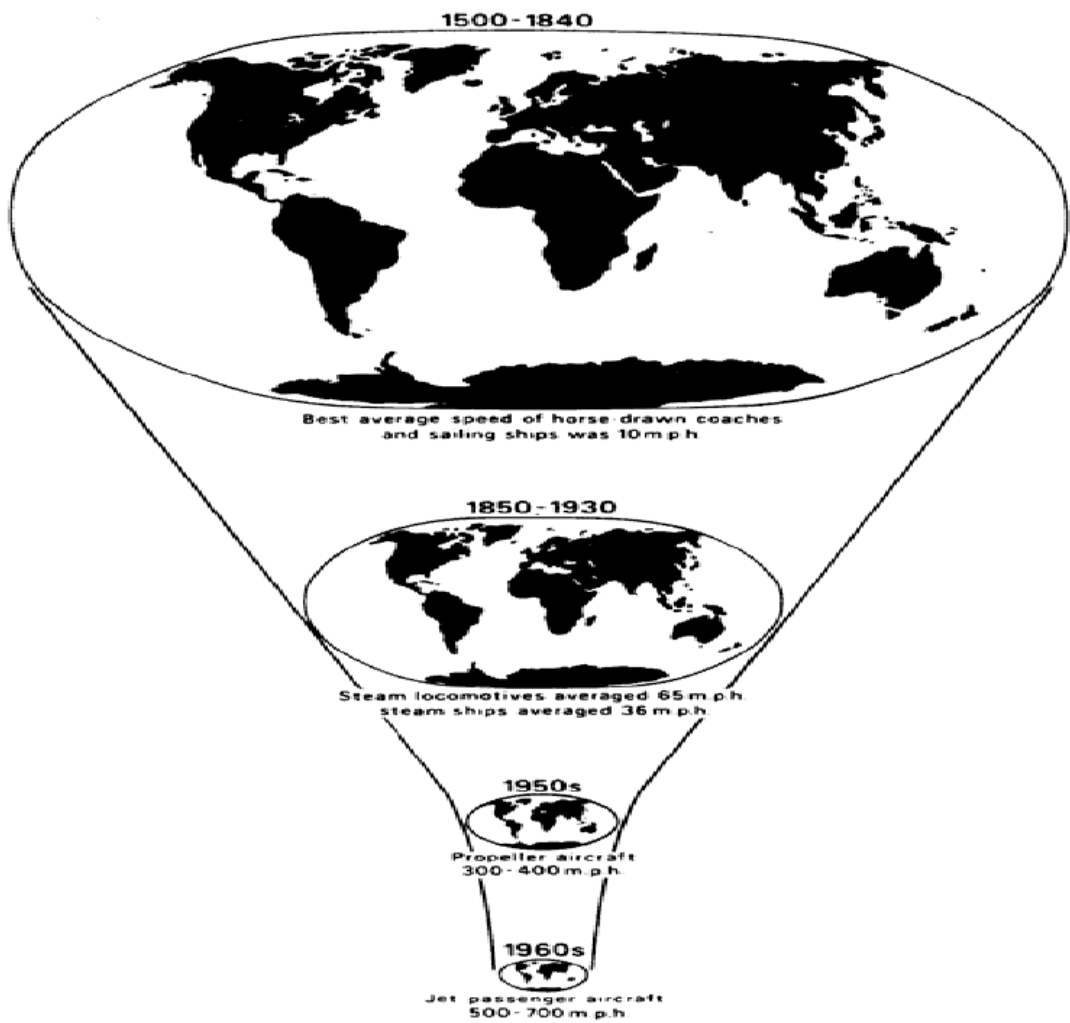 1500-1840
Best average speed of horse-drawn coaches
and sailing ships was 10 m.p.h.
1850-1930
Steam locomotives averaged 65 m.p.h.
steam ships averaged 36 m.p.h.
1950s
Propeller aircraft
300-400 m.p.h.
1960s
Jet passenger aircraft
500-700 m.p.h.